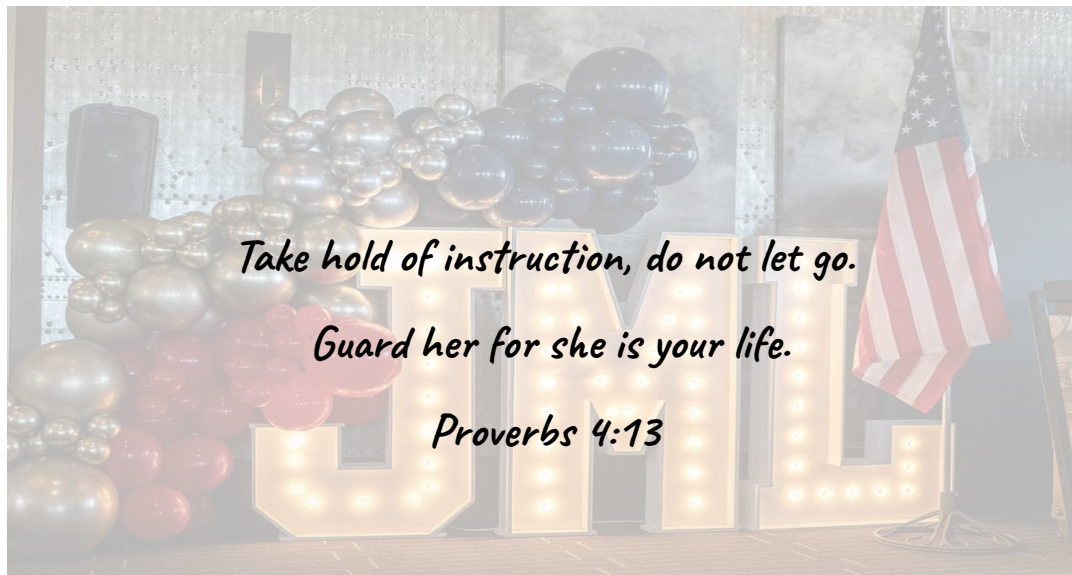 Take hold of instruction, do not let go.
Guard her for she is your life.
Proverbs 4:13
JML